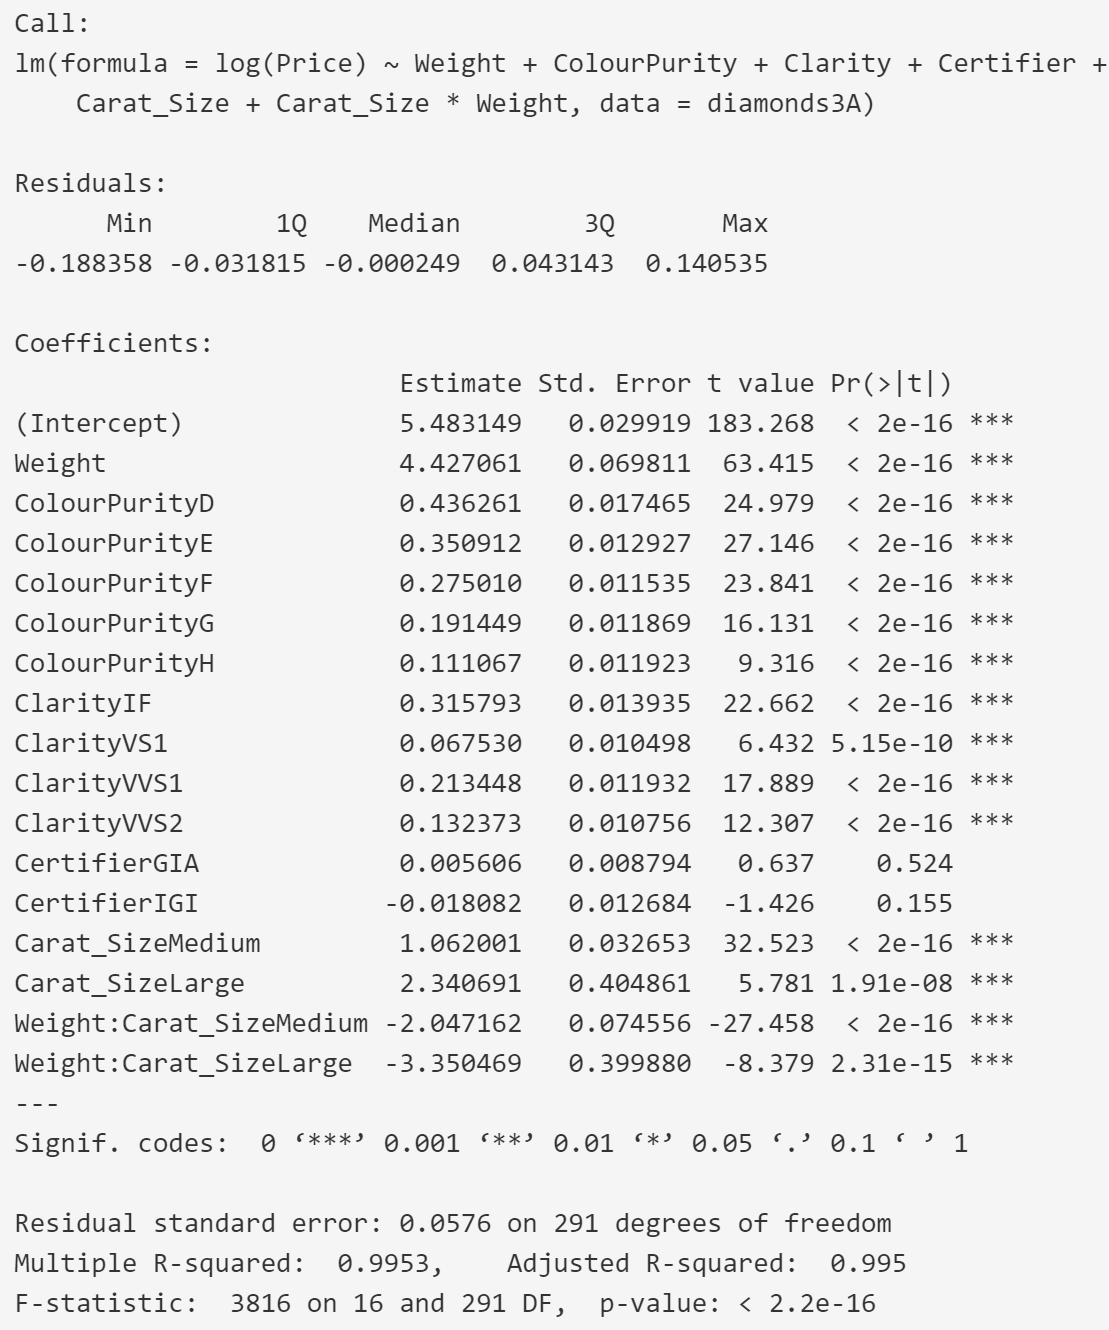 Call:
lm(formula = log(Price) ~ Weight + ColourPurity + Clarity + Certifier +
    Carat_Size + Carat_Size * Weight, data = diamonds3A)

Residuals:
      Min        1Q    Median        3Q       Max
-0.188358 -0.031815 -0.000249  0.043143  0.140535

Coefficients:
                         Estimate Std. Error t value Pr(>|t|)
(Intercept)              5.483149   0.029919 183.268  < 2e-16 ***
Weight                   4.427061   0.069811  63.415  < 2e-16 ***
ColourPurityD            0.436261   0.017465  24.979  < 2e-16 ***
ColourPurityE            0.350912   0.012927  27.146  < 2e-16 ***
ColourPurityF            0.275010   0.011535  23.841  < 2e-16 ***
ColourPurityG            0.191449   0.011869  16.131  < 2e-16 ***
ColourPurityH            0.111067   0.011923   9.316  < 2e-16 ***
ClarityIF                0.315793   0.013935  22.662  < 2e-16 ***
ClarityVS1               0.067530   0.010498   6.432 5.15e-10 ***
ClarityVVS1              0.213448   0.011932  17.889  < 2e-16 ***
ClarityVVS2              0.132373   0.010756  12.307  < 2e-16 ***
CertifierGIA             0.005606   0.008794   0.637    0.524
CertifierIGI            -0.018082   0.012684  -1.426    0.155
Carat_SizeMedium         1.062001   0.032653  32.523  < 2e-16 ***
Carat_SizeLarge          2.340691   0.404861   5.781 1.91e-08 ***
Weight:Carat_SizeMedium -2.047162   0.074556 -27.458  < 2e-16 ***
Weight:Carat_SizeLarge  -3.350469   0.399880  -8.379 2.31e-15 ***
---
Signif. codes:  0 ‘***’ 0.001 ‘**’ 0.01 ‘*’ 0.05 ‘.’ 0.1 ‘ ’ 1

Residual standard error: 0.0576 on 291 degrees of freedom
Multiple R-squared:  0.9953,    Adjusted R-squared:  0.995
F-statistic:  3816 on 16 and 291 DF,  p-value: < 2.2e-16